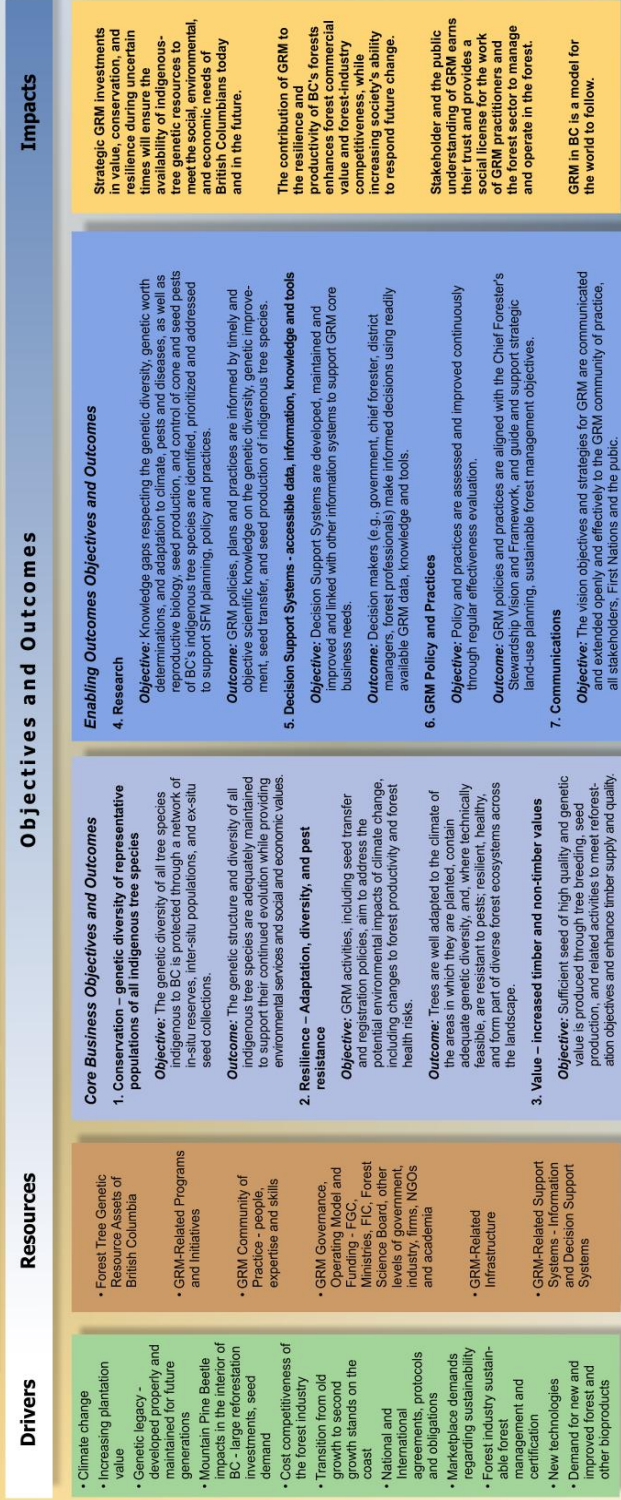 Drivers
Resources
Objectives and Outcomes
Impacts
• Climate change
• Increasing plantation
value
• Genetic legacy -
developed properly and
maintained for future
generations
• Mountain Pine Beetle
impacts in the interior of
BC - large reforestation
investments, seed
demand
• Cost competitiveness of
the forest industry
• Transition from old
growth to second
growth stands on the
coast
• National and
International
agreements, protocols
and obligations
• Marketplace demands
regarding sustainability
• Forest industry sustain-
able forest
management and
certification
• New technologies
• Demand for new and
improved forest and
other bioproducts
• Forest Tree Genetic
Resource Assets of
British Columbia
• GRM-Related Programs
and Initiatives
• GRM Community of
Practice - people,
expertise and skills
• GRM Governance,
Operating Model and
Funding - FGC,
Ministries, FIC, Forest
Science Board, other
levels of government,
industry, firms, NGOs
and academia
• GRM-Related
Infrastructure
• GRM-Related Support
Systems - Information
and Decision Support
Systems
Core Business Objectives and Outcomes
1. Conservation – genetic diversity of representative
populations of all indigenous tree species
Objective: The genetic diversity of all tree species
indigenous to BC is protected through a network of
in-situ reserves, inter-situ populations, and ex-situ
seed collections.
Outcome: The genetic structure and diversity of all
indigenous tree species are adequately maintained
to support their continued evolution while providing
environmental services and social and economic values.
2. Resilience – Adaptation, diversity, and pest
resistance
Objective: GRM activities, including seed transfer
and registration policies, aim to address the
potential environmental impacts of climate change,
including changes to forest productivity and forest
health risks.
Outcome: Trees are well adapted to the climate of
the areas in which they are planted, contain
adequate genetic diversity, and, where technically
feasible, are resistant to pests; resilient, healthy,
and form part of diverse forest ecosystems across
the landscape.
3. Value – increased timber and non-timber values
Objective: Sufficient seed of high quality and genetic
value is produced through tree breeding, seed
production, and related activities to meet reforest-
ation objectives and enhance timber supply and quality.
Enabling Outcomes Objectives and Outcomes
4. Research
Objective: Knowledge gaps respecting the genetic diversity, genetic worth
determinations, and adaptation to climate, pests and diseases, as well as
reproductive biology, seed production, and control of cone and seed pests
of BC's indigenous tree species are identified, prioritized and addressed
to support SFM planning, policy and practices.
Outcome: GRM policies, plans and practices are informed by timely and
objective scientific knowledge on the genetic diversity, genetic improve-
ment, seed transfer, and seed production of indigenous tree species.
5. Decision Support Systems - accessible data, information, knowledge and tools
Objective: Decision Support Systems are developed, maintained and
improved and linked with other information systems to support GRM core
business needs.
Outcome: Decision makers (e.g., government, chief forester, district
managers, forest professionals) make informed decisions using readily
available GRM data, knowledge and tools.
6. GRM Policy and Practices
Objective: Policy and practices are assessed and improved continuously
through regular effectiveness evaluation.
Outcome: GRM policies and practices are aligned with the Chief Forester's
Stewardship Vision and Framework, and guide and support strategic
land-use planning, sustainable forest management objectives.
7. Communications
Objective: The vision objectives and strategies for GRM are communicated
and extended openly and effectively to the GRM community of practice,
all stakeholders, First Nations and the pubic.
Strategic GRM investments
in value, conservation, and
resilience during uncertain
times will ensure the
availability of indigenous-
tree genetic resources to
meet the social, environmental,
and economic needs of
British Columbians today
and in the future.
The contribution of GRM to
the resilience and
productivity of BC's forests
enhances forest commercial
value and forest-industry
competitiveness, while
increasing society's ability
to respond future change.
Stakeholder and the public
understanding of GRM earns
their trust and provides a
social license for the work
of GRM practitioners and
the forest sector to manage
and operate in the forest.
GRM in BC is a model for
the world to follow.